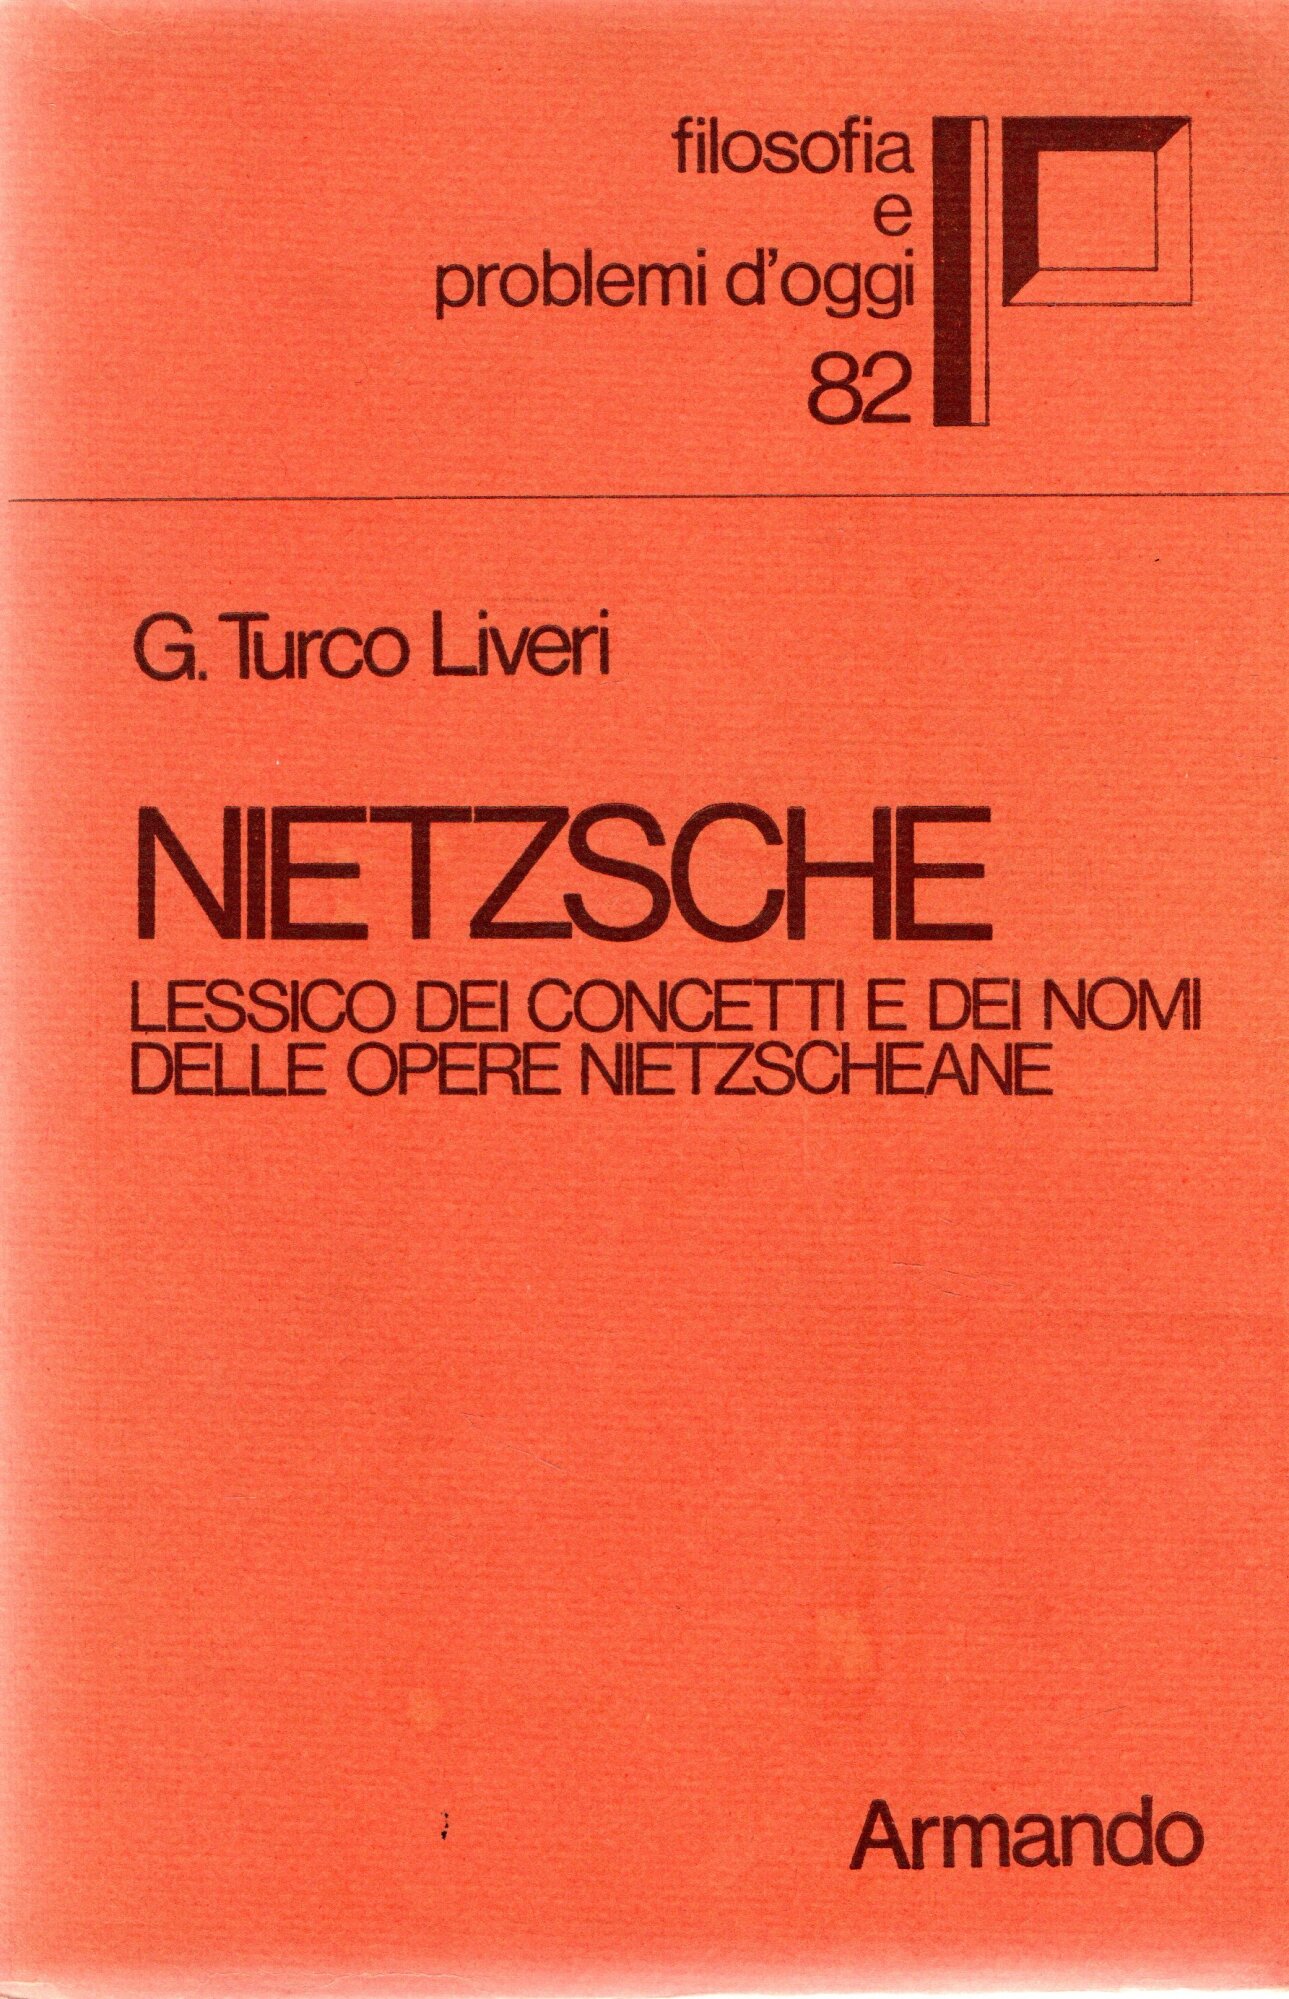 filosofia
e
problemi d'oggi
82
G. Turco Liveri
NIETZSCHE
LESSICO DEI CONCETTI E DEI NOMI
DELLE OPERE NIETZSCHEANE
Armando